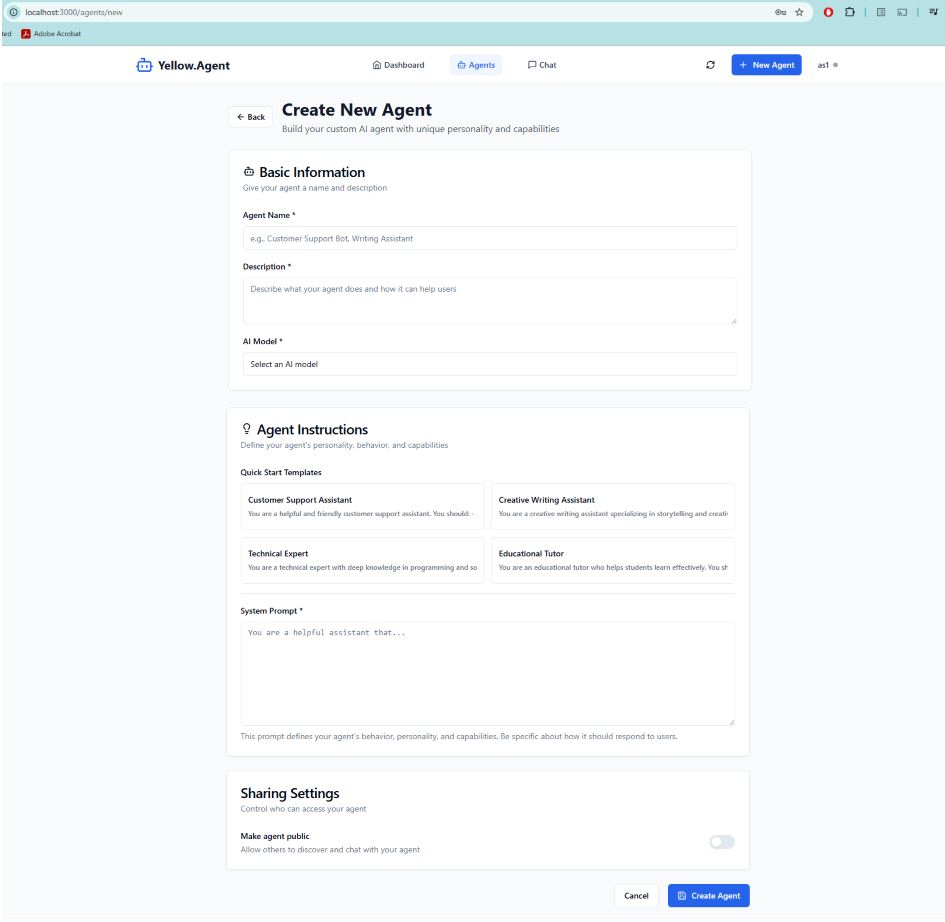 localhost:3000/agents/new
ted Adobe Acrobat
Yellow.Agent Dashboard Agents Chat + New Agent as1
← Back
Create New Agent
Build your custom AI agent with unique personality and capabilities
Basic Information
Give your agent a name and description
Agent Name *
e.g., Customer Support Bot, Writing Assistant
Description *
Describe what your agent does and how it can help users
AI Model *
Select an AI model
Agent Instructions
Define your agent's personality, behavior, and capabilities
Quick Start Templates
Customer Support Assistant
You are a helpful and friendly customer support assistant. You should: -
Creative Writing Assistant
You are a creative writing assistant specializing in storytelling and creativ
Technical Expert
You are a technical expert with deep knowledge in programming and so
Educational Tutor
You are an educational tutor who helps students learn effectively. You sh
System Prompt *
You are a helpful assistant that...
This prompt defines your agent's behavior, personality, and capabilities. Be specific about how it should respond to users.
Sharing Settings
Control who can access your agent
Make agent public
Allow others to discover and chat with your agent
Cancel Create Agent